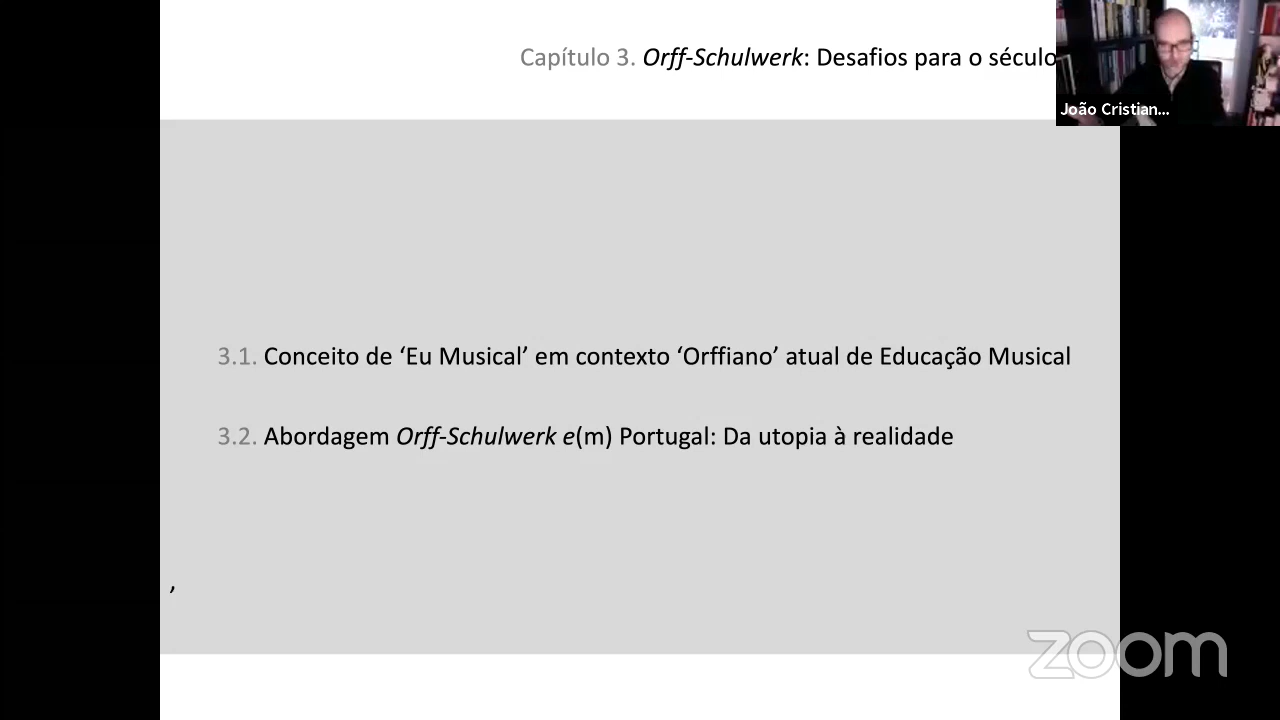 Capítulo 3. Orff-Schulwerk: Desafios para o século
João Cristian...
3.1. Conceito de ‘Eu Musical’ em contexto ‘Orffiano’ atual de Educação Musical
3.2. Abordagem Orff-Schulwerk e(m) Portugal: Da utopia à realidade
,
zoom